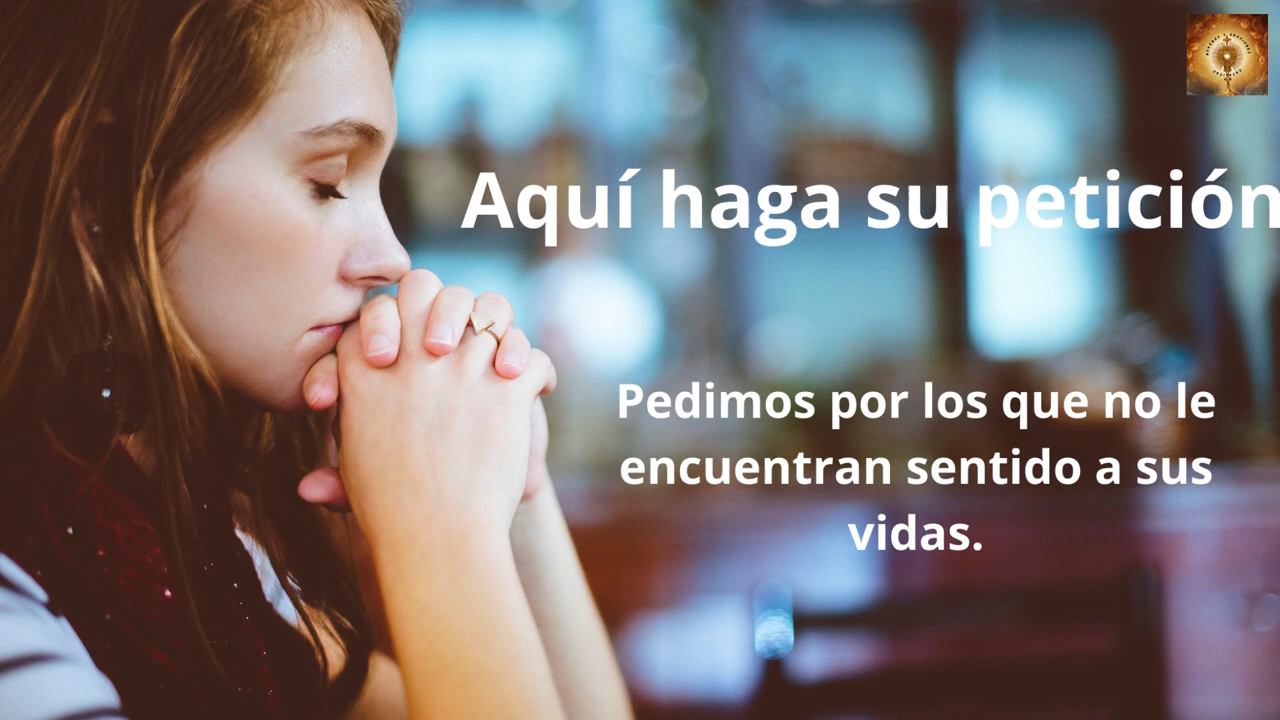 Aquí haga su petición
Pedimos por los que no le
encuentran sentido a sus
vidas.